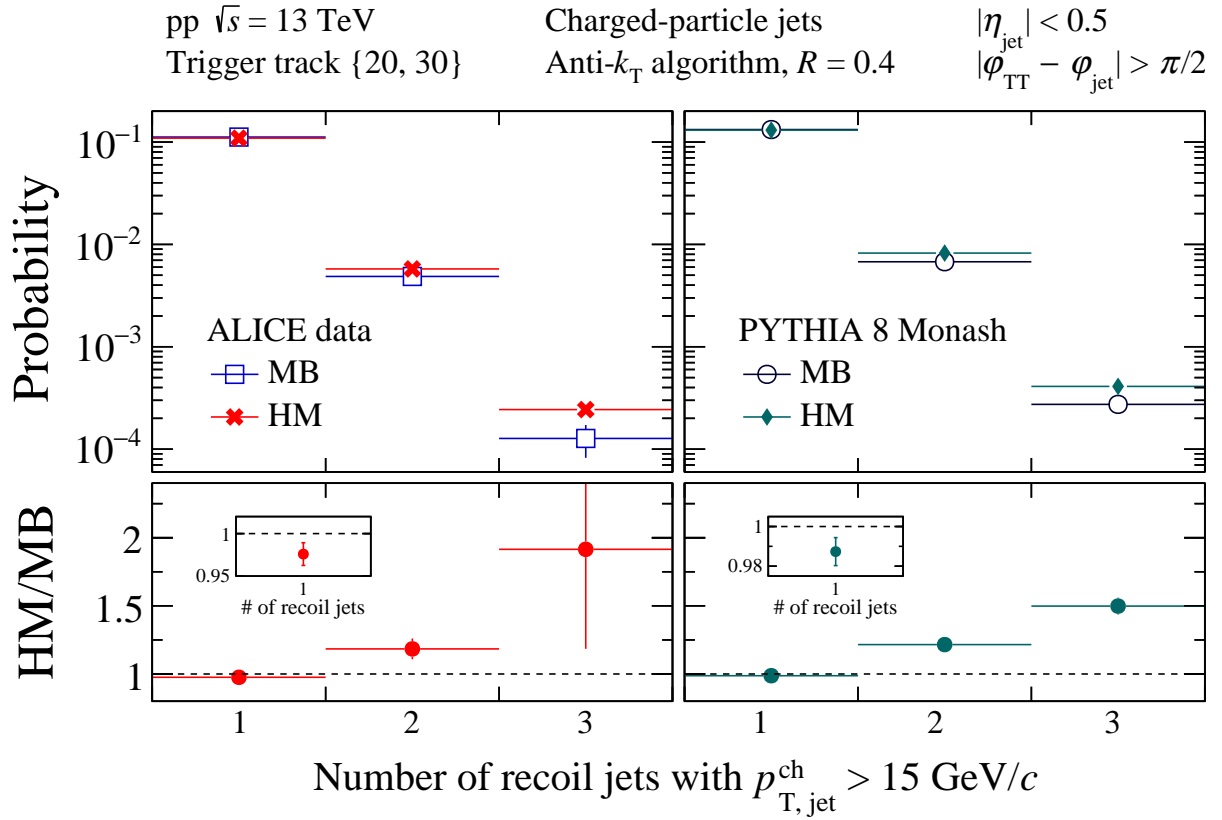 pp √s = 13 TeV Charged-particle jets |η_jet| < 0.5
Trigger track {20, 30} Anti-k_T algorithm, R = 0.4 |φ_TT − φ_jet| > π/2
Probability
10^−1
10^−2
10^−3
10^−4
ALICE data
MB
HM
PYTHIA 8 Monash
MB
HM
HM/MB
2
1.5
1
1
0.95
1
# of recoil jets
1
0.98
1
# of recoil jets
1 2 3 1 2 3
Number of recoil jets with p_T, jet^ch > 15 GeV/c